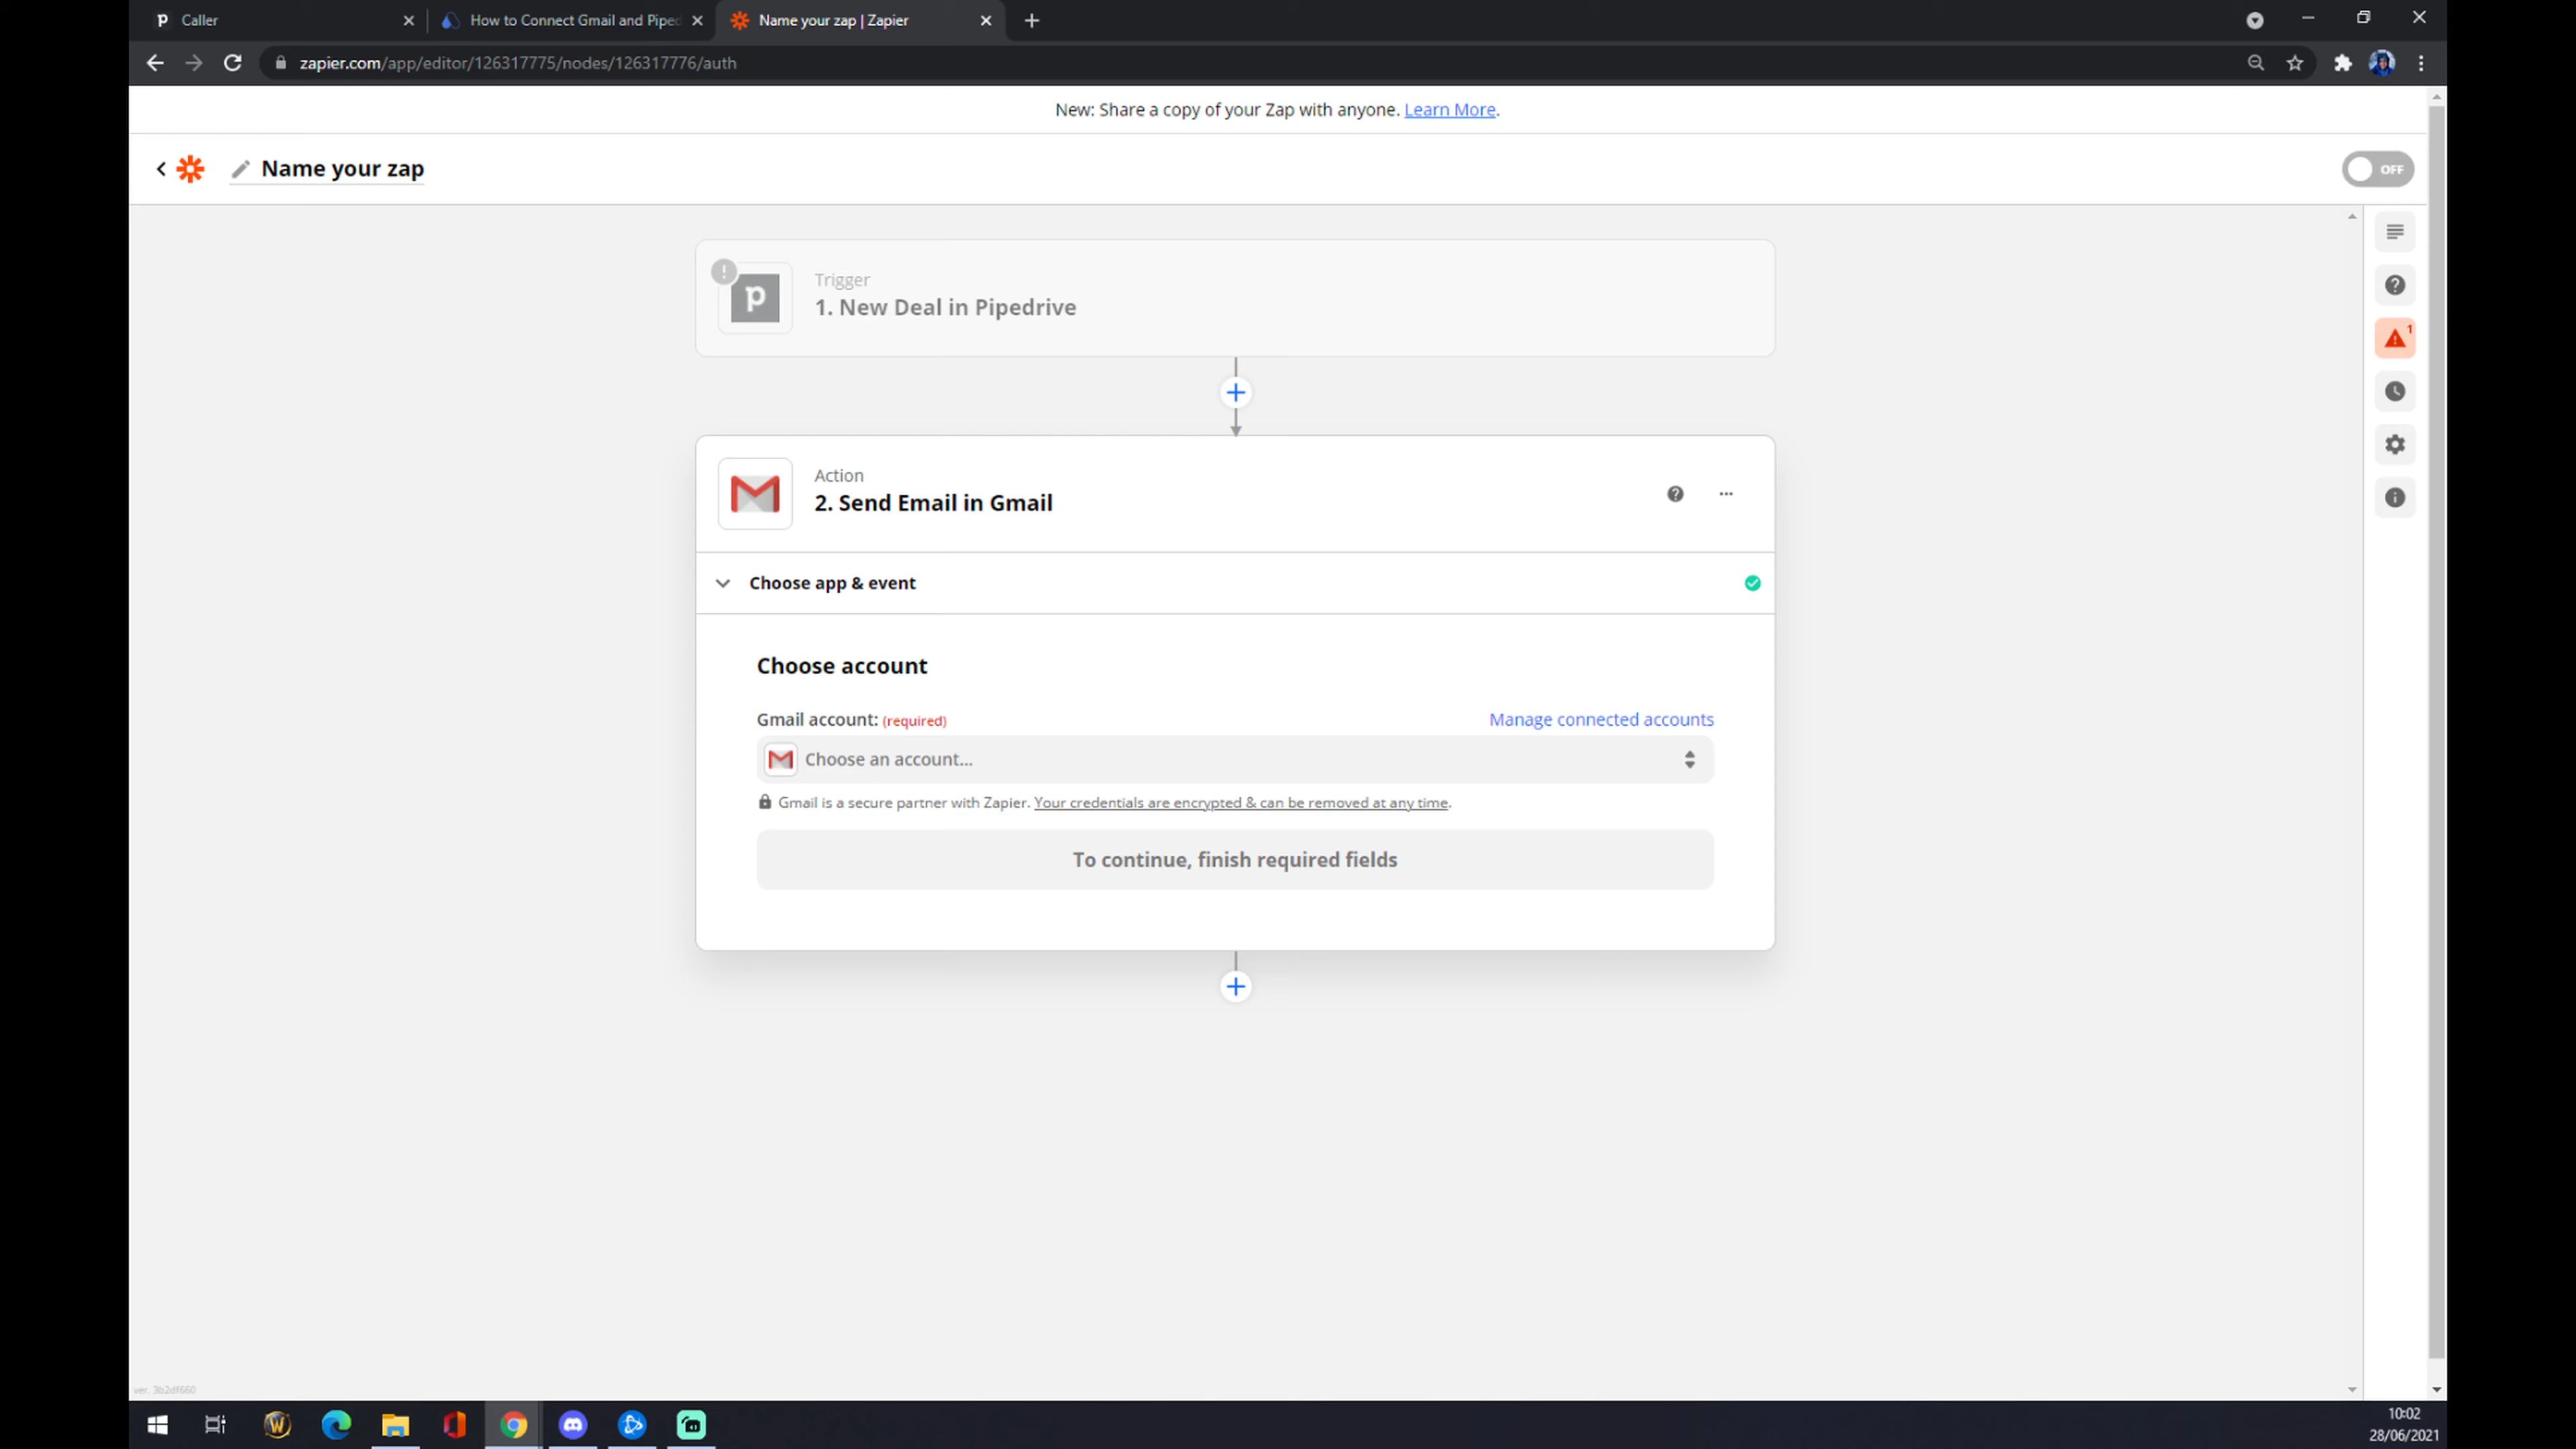 Caller
How to Connect Gmail and Piped
Name your zap | Zapier
zapier.com/app/editor/126317775/nodes/126317776/auth
New: Share a copy of your Zap with anyone. Learn More.
Name your zap
OFF
Trigger
1. New Deal in Pipedrive
1
Action
2. Send Email in Gmail
Choose app & event
Choose account
Gmail account: (required)
Manage connected accounts
Choose an account...
Gmail is a secure partner with Zapier. Your credentials are encrypted & can be removed at any time.
To continue, finish required fields
ver. 3b2df660
10:02
28/06/2021